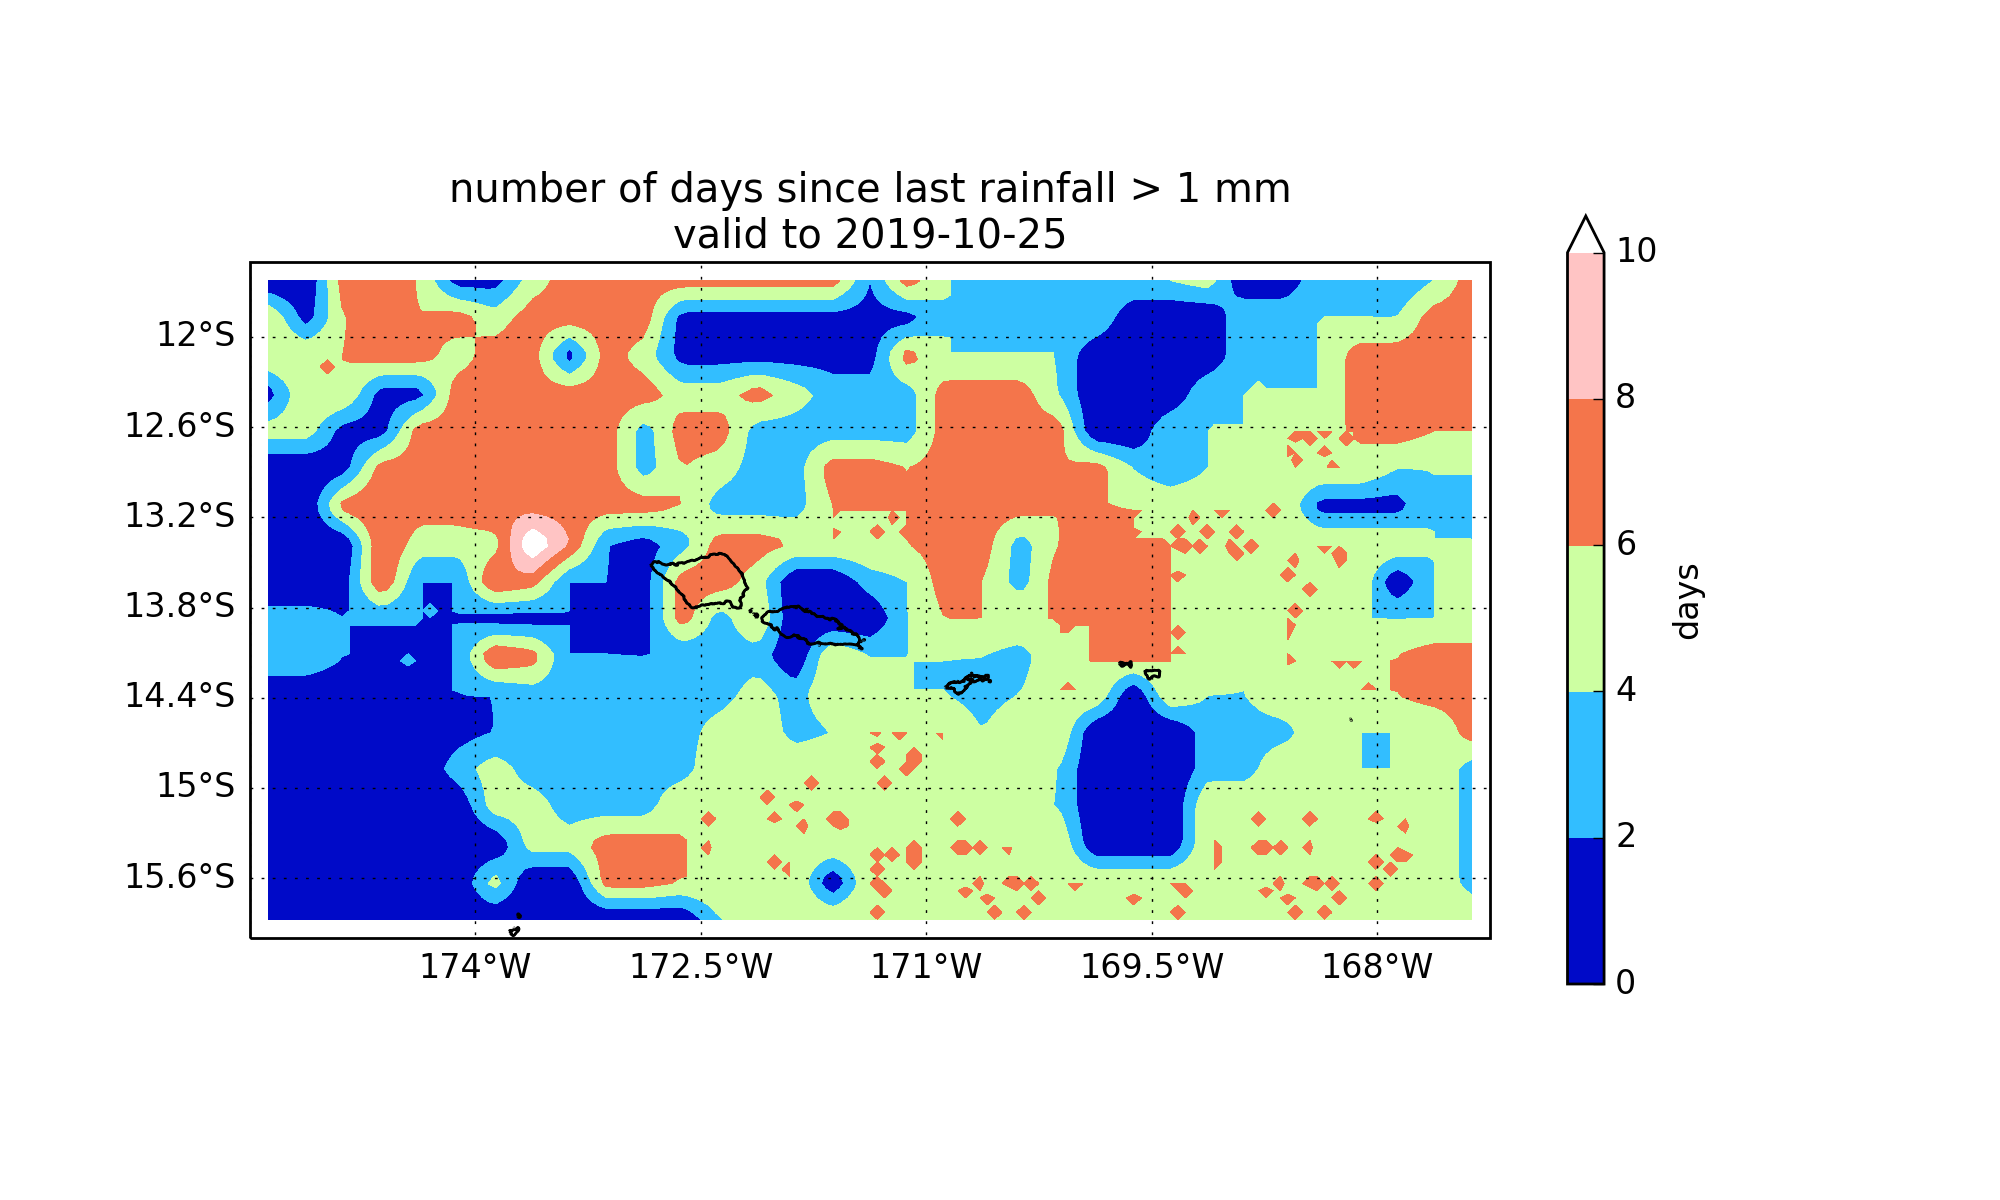 number of days since last rainfall > 1 mm
valid to 2019-10-25
12°S
12.6°S
13.2°S
13.8°S
14.4°S
15°S
15.6°S
174°W
172.5°W
171°W
169.5°W
168°W
10
8
6
4
2
0
days